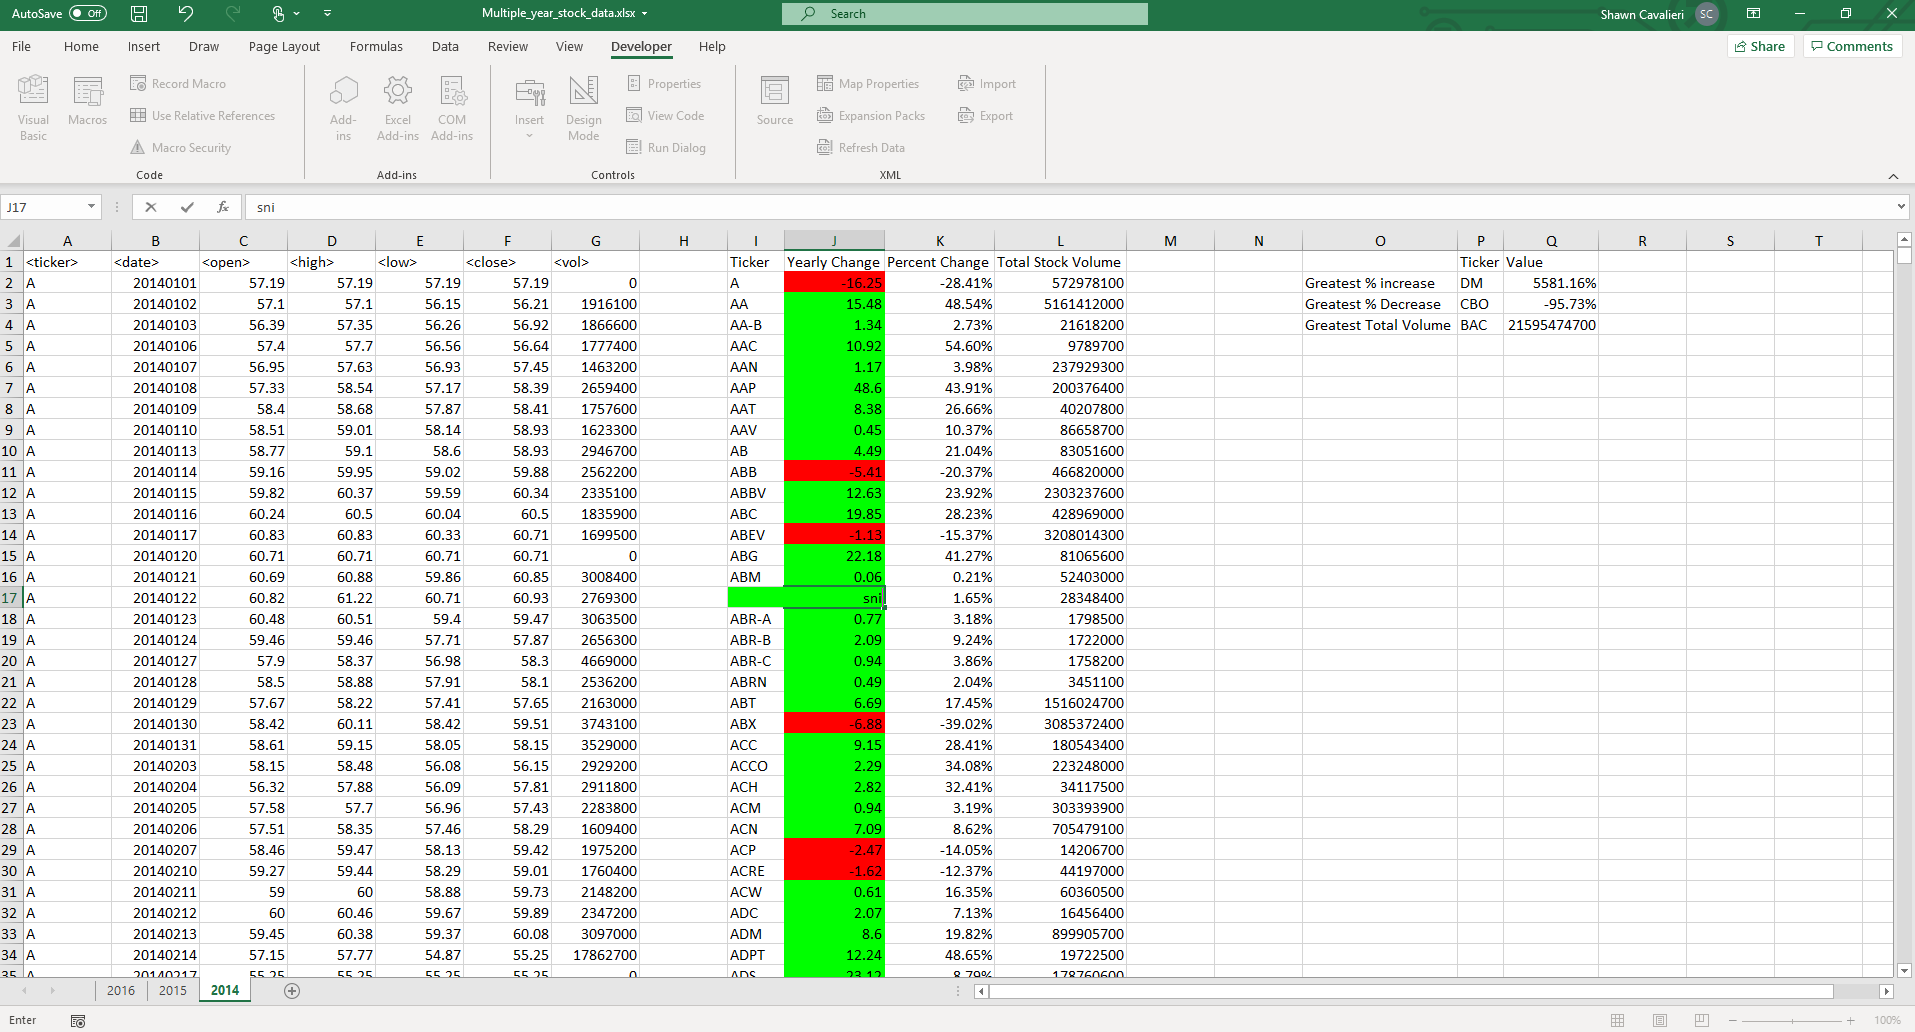 AutoSave Off Multiple_year_stock_data.xlsx Search Shawn Cavalieri SC
File Home Insert Draw Page Layout Formulas Data Review View Developer Help Share Comments
Visual Basic
Macros
Record Macro
Use Relative References
Macro Security
Code
Add-ins
Excel Add-ins
COM Add-ins
Add-ins
Insert
Design Mode
Properties
View Code
Run Dialog
Controls
Source
Map Properties
Expansion Packs
Refresh Data
Import
Export
XML
J17 fx sni
A B C D E F G H I J K L M N O P Q R S T
1 <ticker> <date> <open> <high> <low> <close> <vol> Ticker Yearly Change Percent Change Total Stock Volume Ticker Value
2 A 20140101 57.19 57.19 57.19 57.19 0 A -16.25 -28.41% 572978100 Greatest % increase DM 5581.16%
3 A 20140102 57.1 57.1 56.15 56.21 1916100 AA 15.48 48.54% 5161412000 Greatest % Decrease CBO -95.73%
4 A 20140103 56.39 57.35 56.26 56.92 1866600 AA-B 1.34 2.73% 21618200 Greatest Total Volume BAC 21595474700
5 A 20140106 57.4 57.7 56.56 56.64 1777400 AAC 10.92 54.60% 9789700
6 A 20140107 56.95 57.63 56.93 57.45 1463200 AAN 1.17 3.98% 237929300
7 A 20140108 57.33 58.54 57.17 58.39 2659400 AAP 48.6 43.91% 200376400
8 A 20140109 58.4 58.68 57.87 58.41 1757600 AAT 8.38 26.66% 40207800
9 A 20140110 58.51 59.01 58.14 58.93 1623300 AAV 0.45 10.37% 86658700
10 A 20140113 58.77 59.1 58.6 58.93 2946700 AB 4.49 21.04% 83051600
11 A 20140114 59.16 59.95 59.02 59.88 2562200 ABB -5.41 -20.37% 466820000
12 A 20140115 59.82 60.37 59.59 60.34 2335100 ABBV 12.63 23.92% 2303237600
13 A 20140116 60.24 60.5 60.04 60.5 1835900 ABC 19.85 28.23% 428969000
14 A 20140117 60.83 60.83 60.33 60.71 1699500 ABEV -1.13 -15.37% 3208014300
15 A 20140120 60.71 60.71 60.71 60.71 0 ABG 22.18 41.27% 81065600
16 A 20140121 60.69 60.88 59.86 60.85 3008400 ABM 0.06 0.21% 52403000
17 A 20140122 60.82 61.22 60.71 60.93 2769300 sni 1.65% 28348400
18 A 20140123 60.48 60.51 59.4 59.47 3063500 ABR-A 0.77 3.18% 1798500
19 A 20140124 59.46 59.46 57.71 57.87 2656300 ABR-B 2.09 9.24% 1722000
20 A 20140127 57.9 58.37 56.98 58.3 4669000 ABR-C 0.94 3.86% 1758200
21 A 20140128 58.5 58.88 57.91 58.1 2536200 ABRN 0.49 2.04% 3451100
22 A 20140129 57.67 58.22 57.41 57.65 2163000 ABT 6.69 17.45% 1516024700
23 A 20140130 58.42 60.11 58.42 59.51 3743100 ABX -6.88 -39.02% 3085372400
24 A 20140131 58.61 59.15 58.05 58.15 3529000 ACC 9.15 28.41% 180543400
25 A 20140203 58.15 58.48 56.08 56.15 2929200 ACCO 2.29 34.08% 223248000
26 A 20140204 56.32 57.88 56.09 57.81 2911800 ACH 2.82 32.41% 34117500
27 A 20140205 57.58 57.7 56.96 57.43 2283800 ACM 0.94 3.19% 303393900
28 A 20140206 57.51 58.35 57.46 58.29 1609400 ACN 7.09 8.62% 705479100
29 A 20140207 58.46 59.47 58.13 59.42 1975200 ACP -2.47 -14.05% 14206700
30 A 20140210 59.27 59.44 58.29 59.01 1760400 ACRE -1.62 -12.37% 44197000
31 A 20140211 59 60 58.88 59.73 2148200 ACW 0.61 16.35% 60360500
32 A 20140212 60 60.46 59.67 59.89 2347200 ADC 2.07 7.13% 16456400
33 A 20140213 59.45 60.38 59.37 60.08 3097000 ADM 8.6 19.82% 899905700
34 A 20140214 57.15 57.77 54.87 55.25 17862700 ADPT 12.24 48.65% 19722500
35 A 20140217 55.25 55.25 55.25 55.25 0 ADS 23.12 8.79% 178760600
2016 2015 2014
Enter 100%